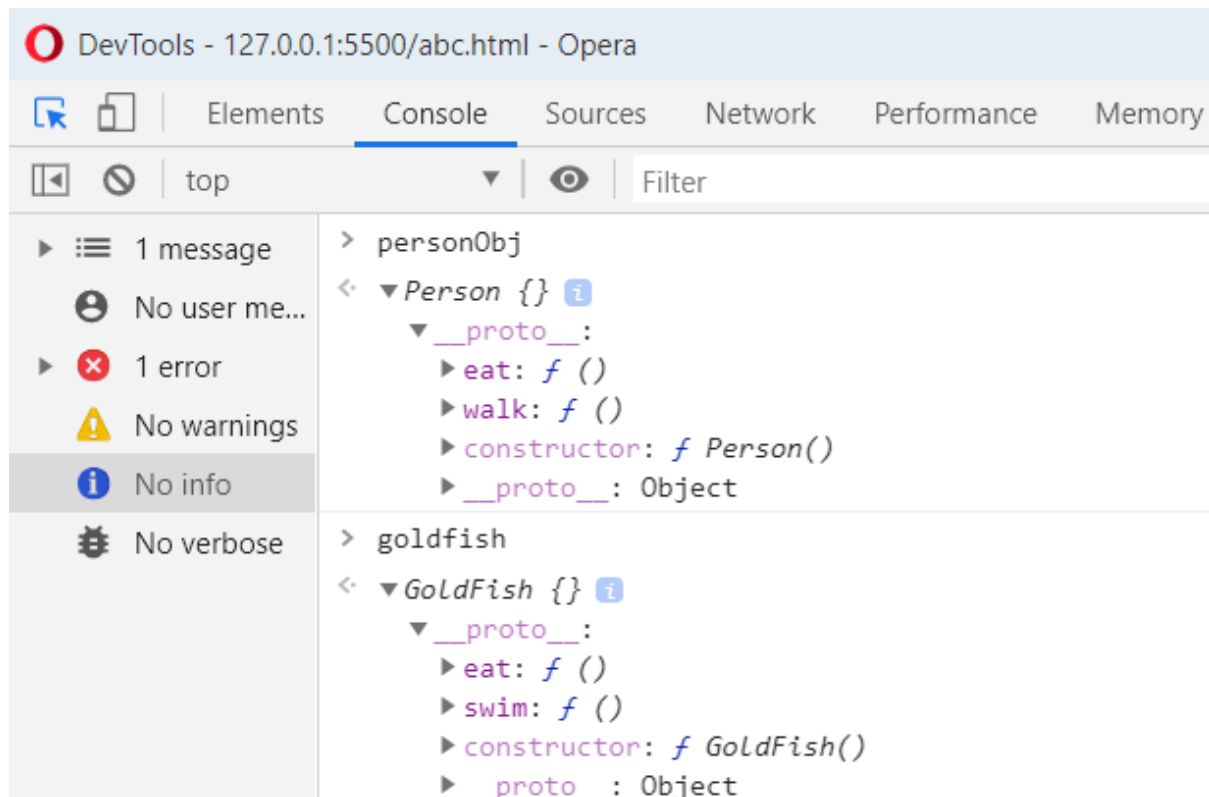 DevTools - 127.0.0.1:5500/abc.html - Opera
Elements Console Sources Network Performance Memory
top Filter
1 message
No user me...
1 error
No warnings
No info
No verbose
> personObj
Person {} i
__proto__:
eat: ƒ ()
walk: ƒ ()
constructor: ƒ Person()
__proto__: Object
> goldfish
GoldFish {} i
__proto__:
eat: ƒ ()
swim: ƒ ()
constructor: ƒ GoldFish()
__proto__: Object